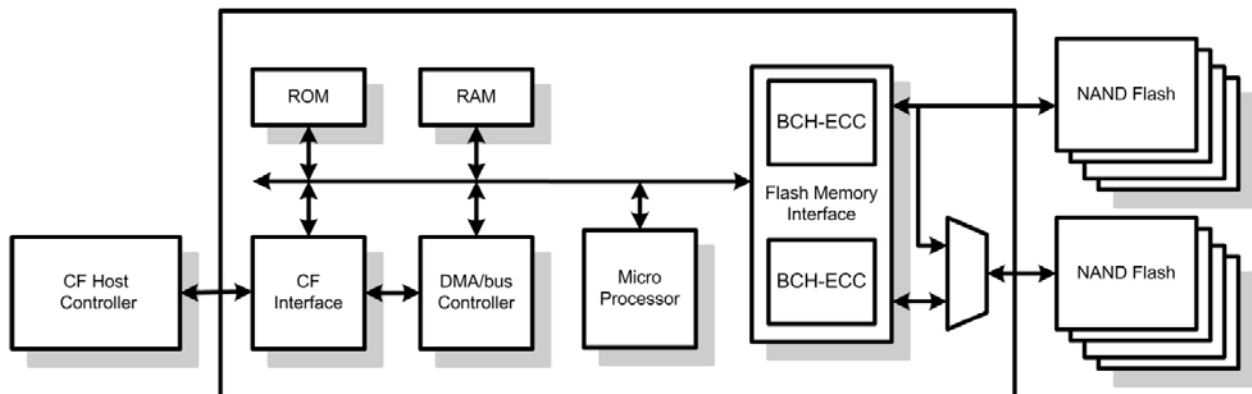 ROM
RAM
BCH-ECC
NAND Flash
Flash Memory
Interface
CF Host
Controller
CF
Interface
DMA/bus
Controller
Micro
Processor
BCH-ECC
NAND Flash